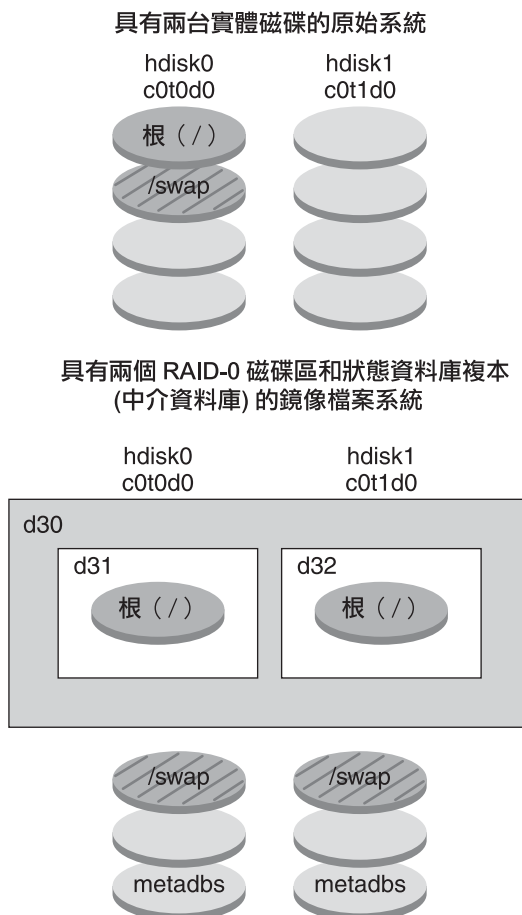 具有兩台實體磁碟的原始系統
hdisk0
c0t0d0
hdisk1
c0t1d0
根（/）
/swap
具有兩個 RAID-0 磁碟區和狀態資料庫複本
(中介資料庫) 的鏡像檔案系統
hdisk0
c0t0d0
hdisk1
c0t1d0
d30
d31
d32
根（/）
根（/）
/swap
/swap
metadbs
metadbs